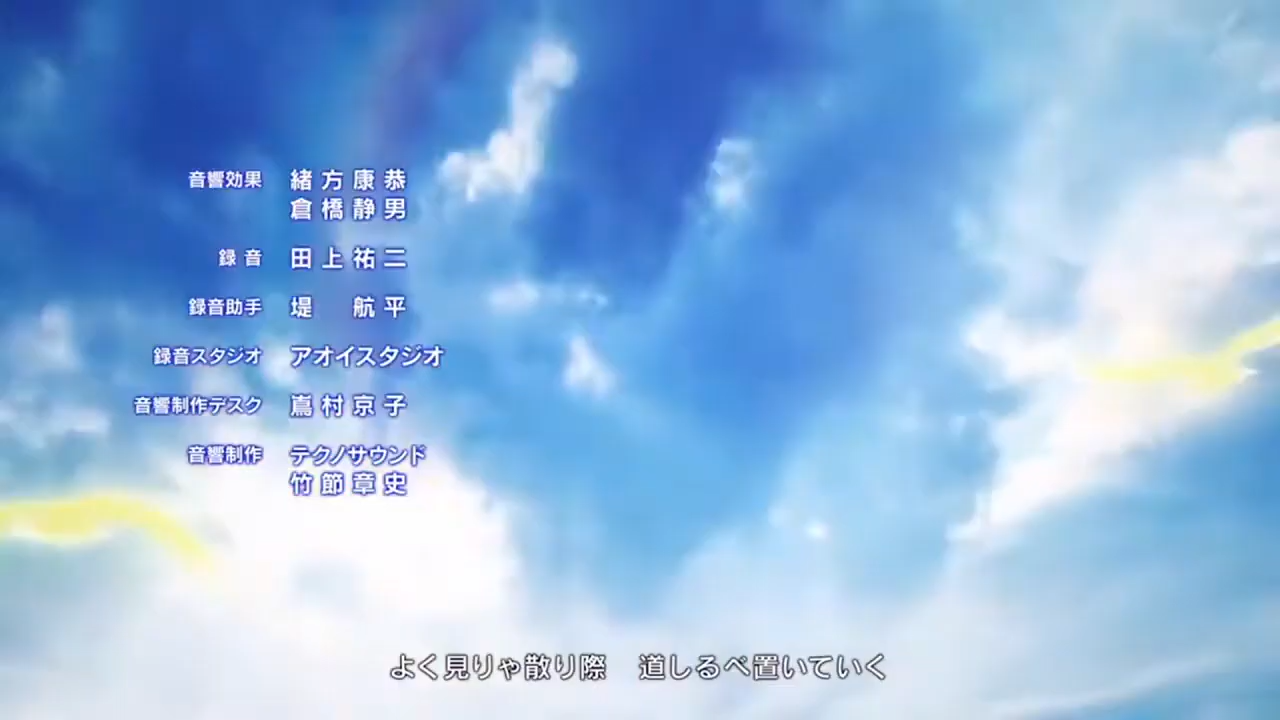 音響効果 緒方康恭
倉橋静男
録音 田上祐二
録音助手 堤 航平
録音スタジオ アオイスタジオ
音響制作デスク 嶌村京子
音響制作 テクノサウンド
竹節章史
よく見りゃ散り際 道しるべ置いていく